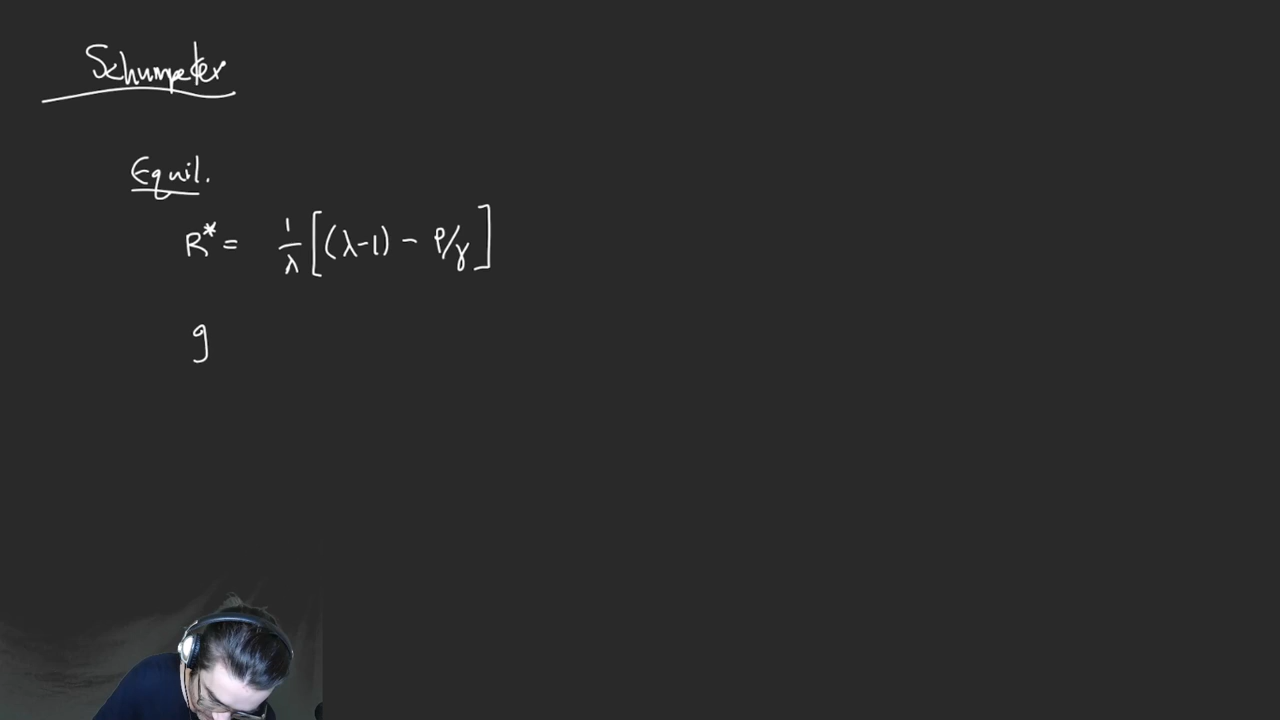 Schumpeter
Equil.
R* = 1/λ [(λ-1) - ρ/γ]
g